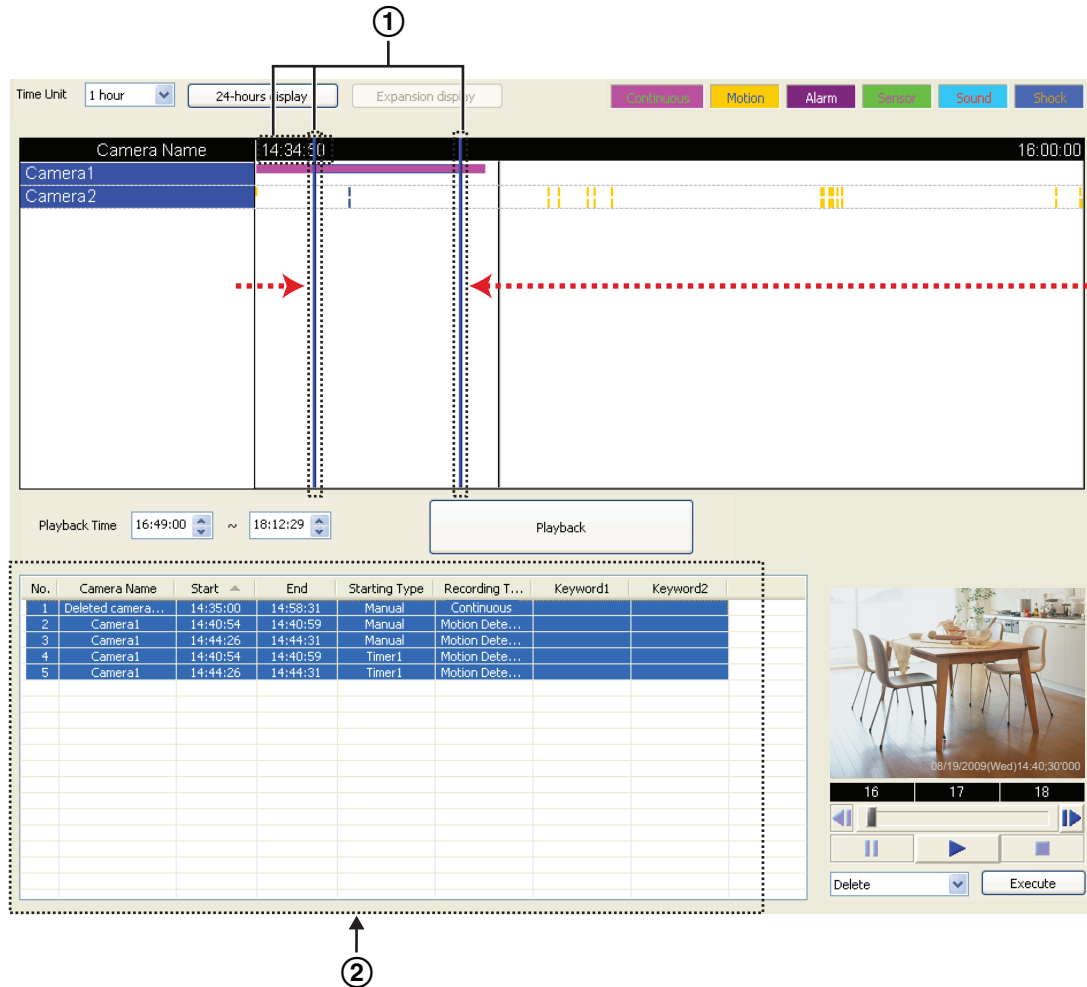 ①
Time Unit 1 hour 24-hours display Expansion display Continuous Motion Alarm Sensor Sound Shock
Camera Name 14:34:50 16:00:00
Camera1
Camera2
Playback Time 16:49:00 ~ 18:12:29 Playback
No. Camera Name Start End Starting Type Recording T... Keyword1 Keyword2
1 Deleted camera... 14:35:00 14:58:31 Manual Continuous
2 Camera1 14:40:54 14:40:59 Manual Motion Dete...
3 Camera1 14:44:26 14:44:31 Manual Motion Dete...
4 Camera1 14:40:54 14:40:59 Timer1 Motion Dete...
5 Camera1 14:44:26 14:44:31 Timer1 Motion Dete...
08/19/2009(Wed)14:40;30'000
16 17 18
Delete Execute
②